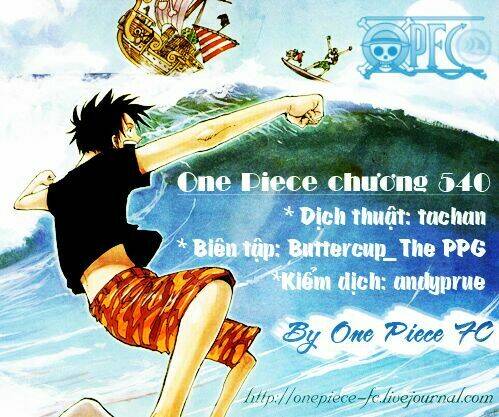 OPFC
One Piece chương 540
* Dịch thuật: tachan
* Biên tập: Buttercup_The PPG
*Kiểm dịch: andyprue
By One Piece FC
http://onepiece-fc.livejournal.com